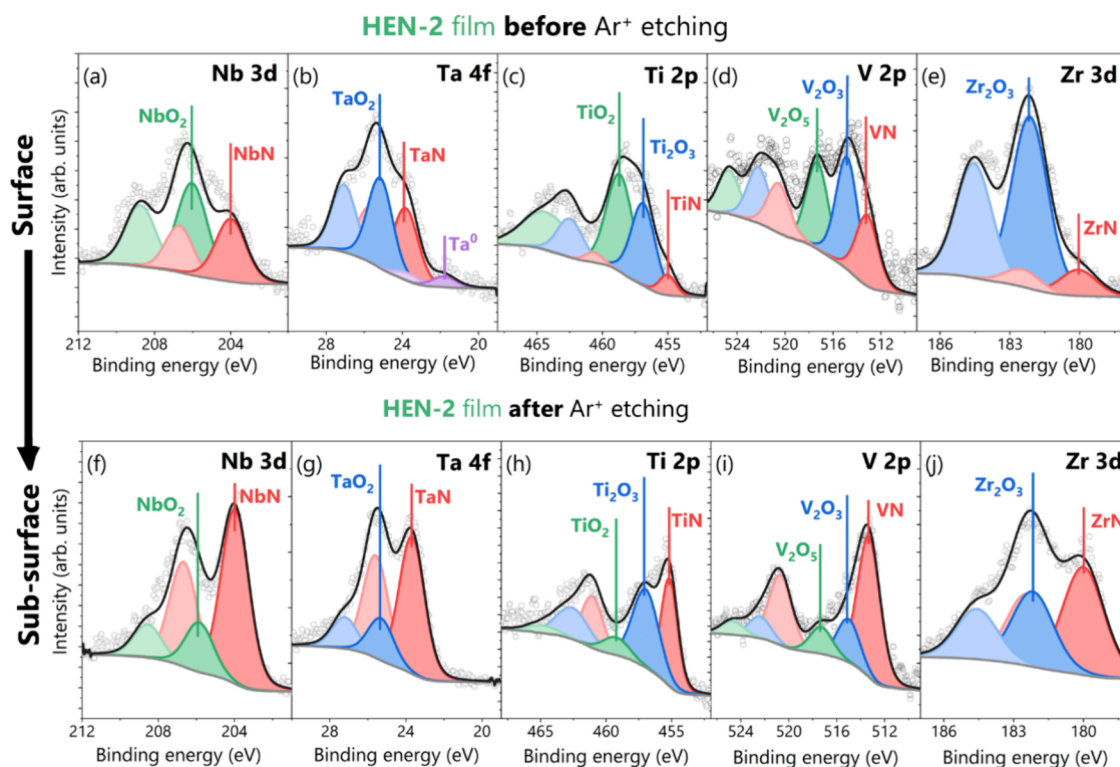 HEN-2 film before Ar⁺ etching
(a) Nb 3d
NbO₂
NbN
(b) Ta 4f
TaO₂
TaN
Ta⁰
(c) Ti 2p
TiO₂
Ti₂O₃
TiN
(d) V 2p
V₂O₃
V₂O₅
VN
(e) Zr 3d
Zr₂O₃
ZrN
Surface
Intensity (arb. units)
212 208 204
28 24 20
465 460 455
524 520 516 512
186 183 180
Binding energy (eV) Binding energy (eV) Binding energy (eV) Binding energy (eV) Binding energy (eV)
HEN-2 film after Ar⁺ etching
(f) Nb 3d
NbO₂
NbN
(g) Ta 4f
TaO₂
TaN
(h) Ti 2p
Ti₂O₃
TiO₂
TiN
(i) V 2p
V₂O₃
VN
V₂O₅
(j) Zr 3d
Zr₂O₃
ZrN
Sub-surface
Intensity (arb. units)
212 208 204
28 24 20
465 460 455
524 520 516 512
186 183 180
Binding energy (eV) Binding energy (eV) Binding energy (eV) Binding energy (eV) Binding energy (eV)